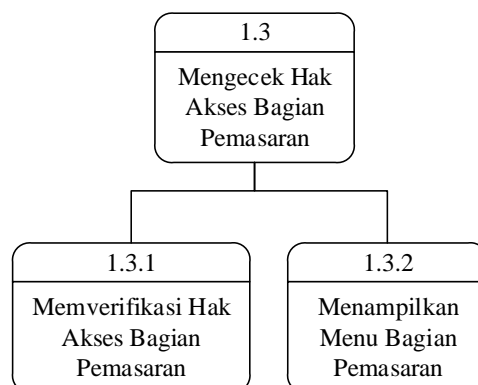 1.3
Mengecek Hak
Akses Bagian
Pemasaran
1.3.1
Memverifikasi Hak
Akses Bagian
Pemasaran
1.3.2
Menampilkan
Menu Bagian
Pemasaran